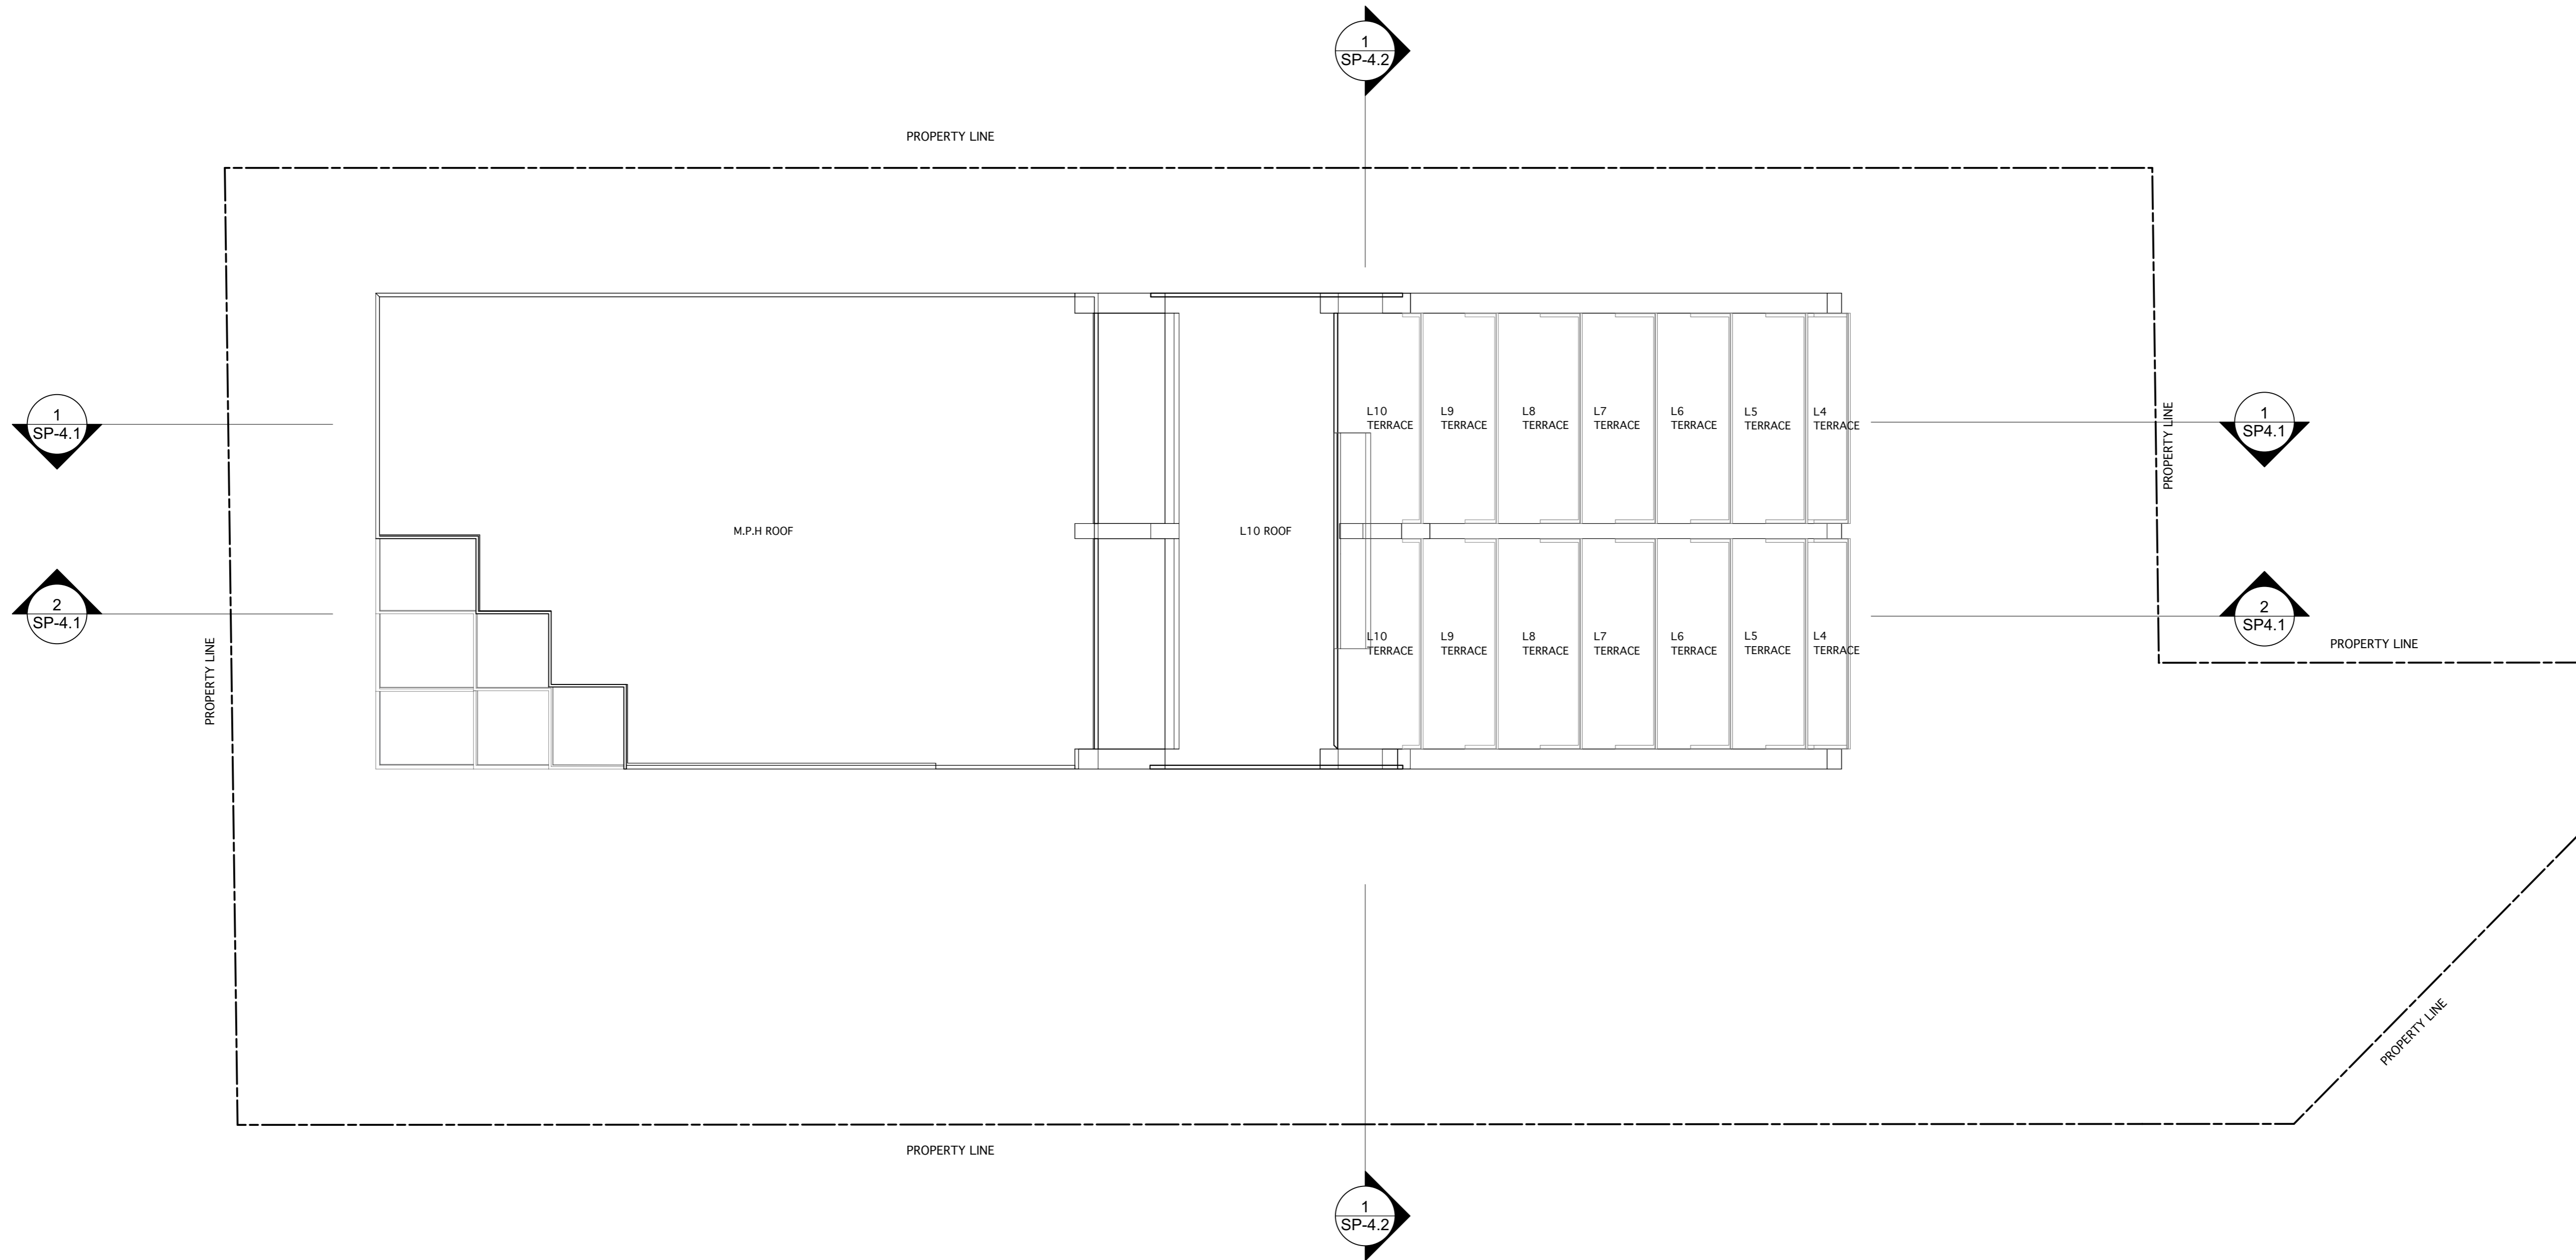 1
SP-4.2
PROPERTY LINE
1
SP-4.1
1
SP4.1
PROPERTY LINE
L10
TERRACE
L9
TERRACE
L8
TERRACE
L7
TERRACE
L6
TERRACE
L5
TERRACE
L4
TERRACE
M.P.H ROOF
L10 ROOF
2
SP-4.1
2
SP4.1
PROPERTY LINE
PROPERTY LINE
L10
TERRACE
L9
TERRACE
L8
TERRACE
L7
TERRACE
L6
TERRACE
L5
TERRACE
L4
TERRACE
PROPERTY LINE
PROPERTY LINE
1
SP-4.2